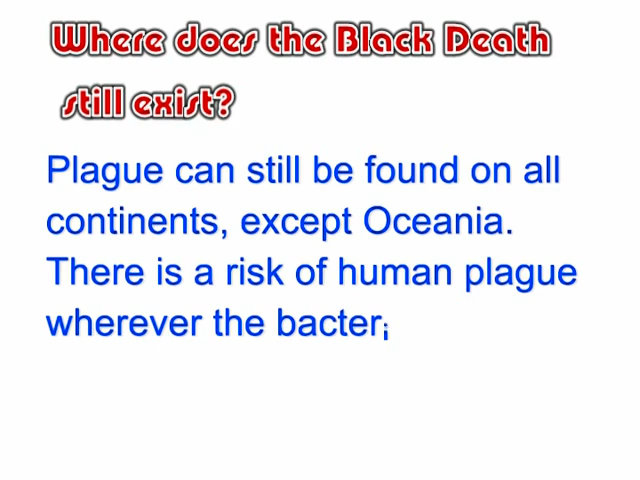 Where does the Black Death
still exist?
Plague can still be found on all
continents, except Oceania.
There is a risk of human plague
wherever the bacteri